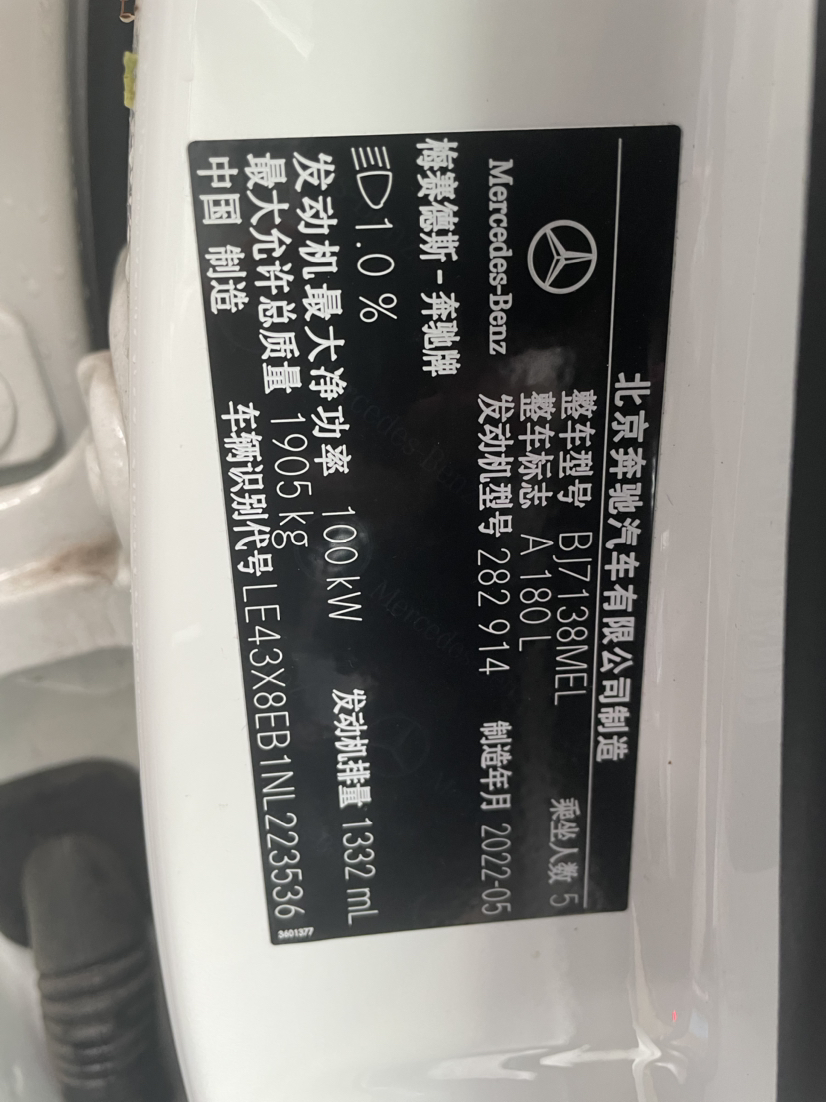 北京奔驰汽车有限公司制造
Mercedes-Benz
梅赛德斯-奔驰牌
整车型号 BJ7138MEL 乘坐人数 5
整车标志 A 180 L
发动机型号 282 914 制造年月 2022-05
1.0 %
发动机最大净功率 100 kW 发动机排量 1332 mL
最大允许总质量 1905 kg
中国 制造 车辆识别代号 LE43X8EB1NL223536
3601377